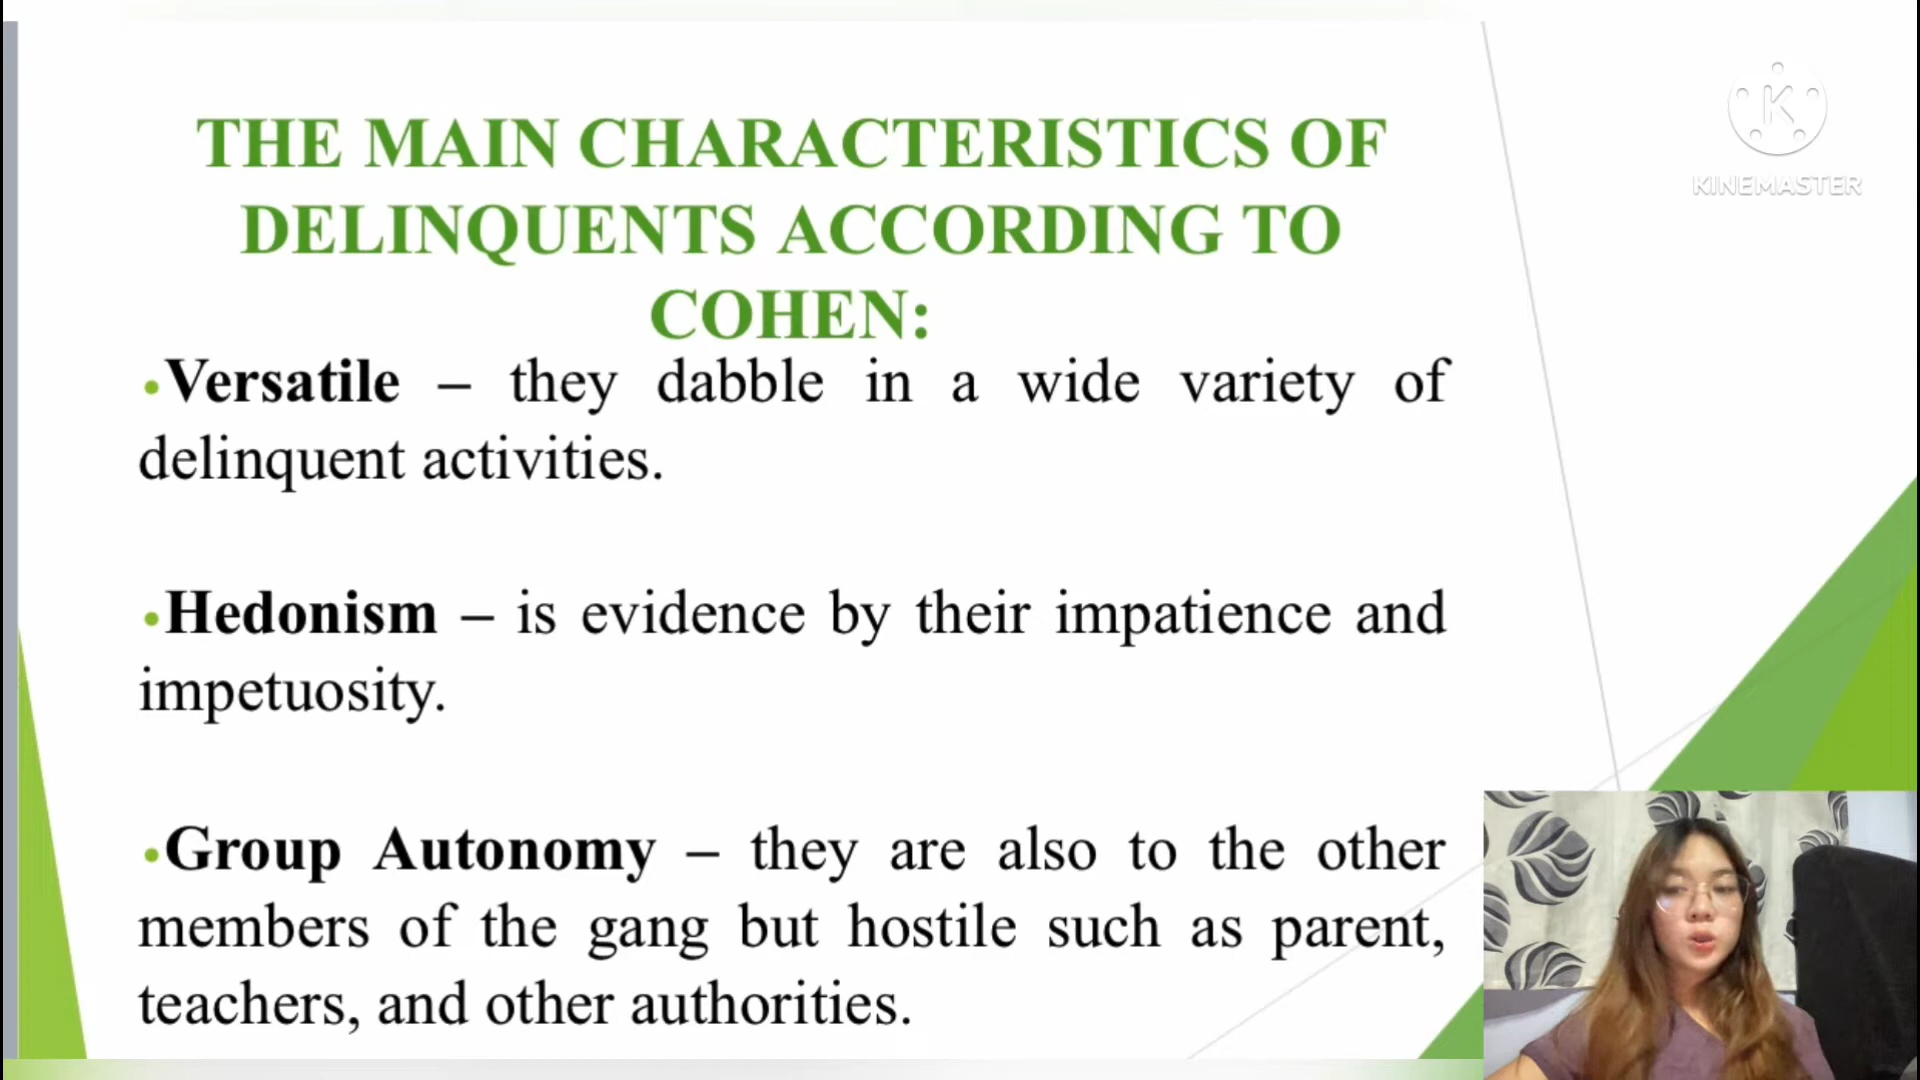 THE MAIN CHARACTERISTICS OF
DELINQUENTS ACCORDING TO
COHEN:
•Versatile – they dabble in a wide variety of
delinquent activities.
•Hedonism – is evidence by their impatience and
impetuosity.
•Group Autonomy – they are also to the other
members of the gang but hostile such as parent,
teachers, and other authorities.
K
KINEMASTER